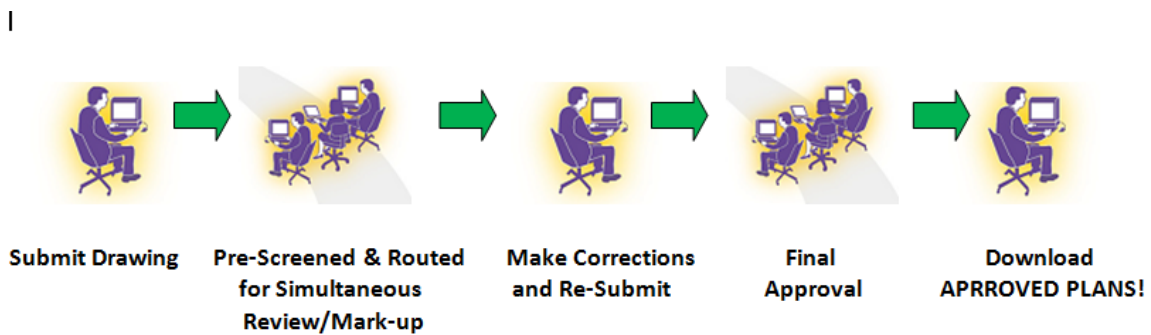 I
Submit Drawing
Pre-Screened & Routed
for Simultaneous
Review/Mark-up
Make Corrections
and Re-Submit
Final
Approval
Download
APRROVED PLANS!